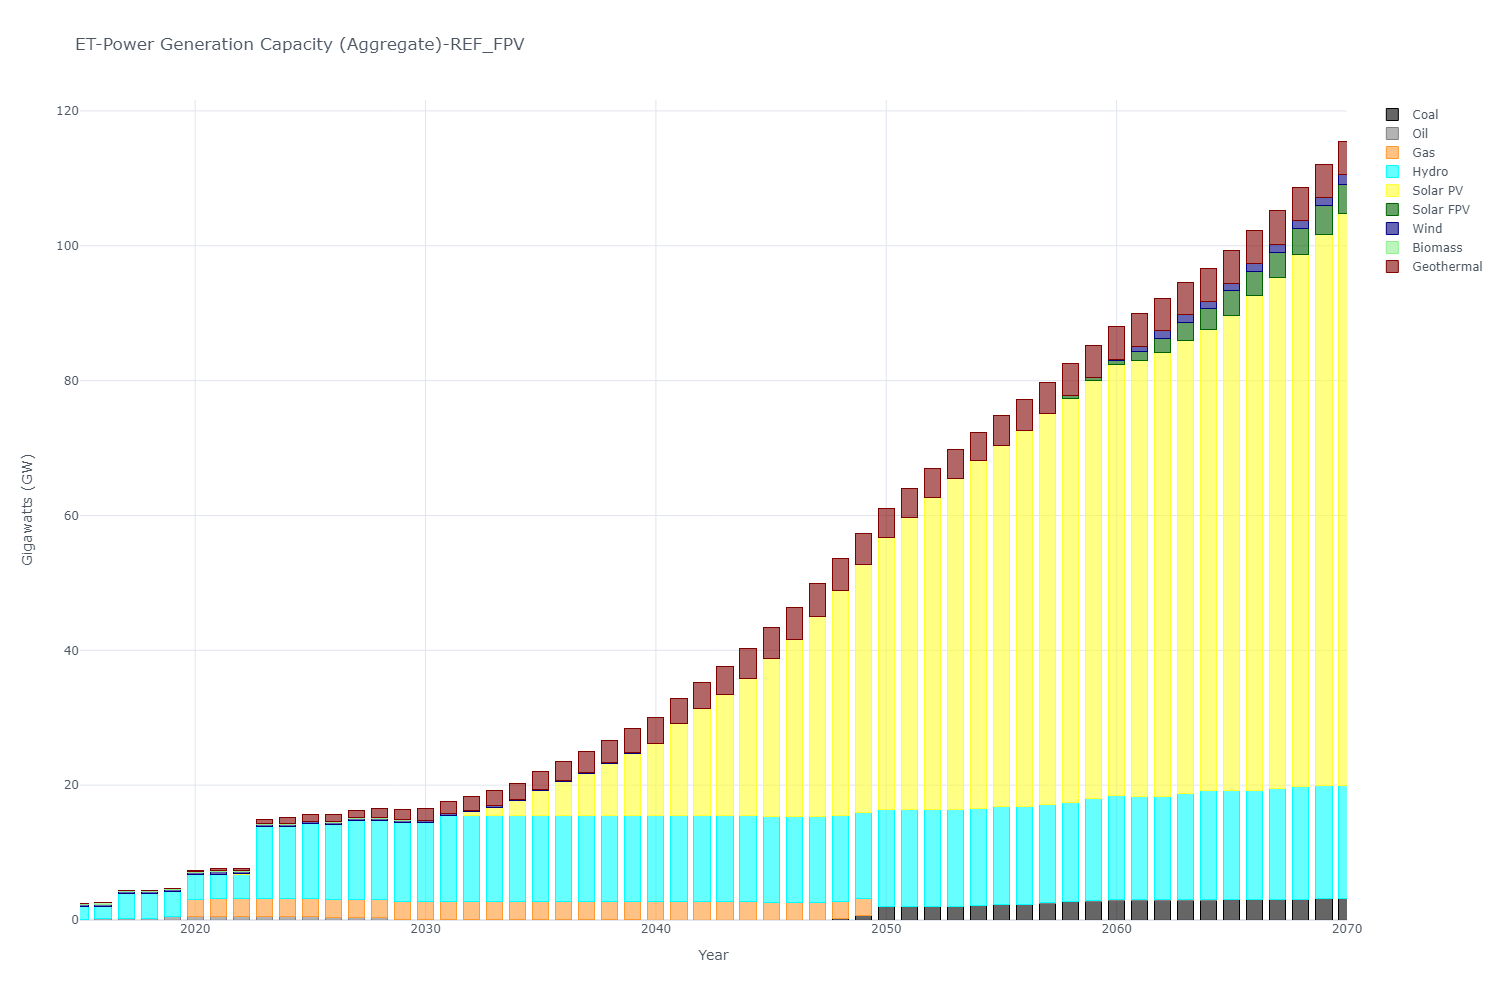 ET-Power Generation Capacity (Aggregate)-REF_FPV
120
100
80
60
40
20
0
Gigawatts (GW)
2020
2030
2040
2050
2060
2070
Year
Coal
Oil
Gas
Hydro
Solar PV
Solar FPV
Wind
Biomass
Geothermal